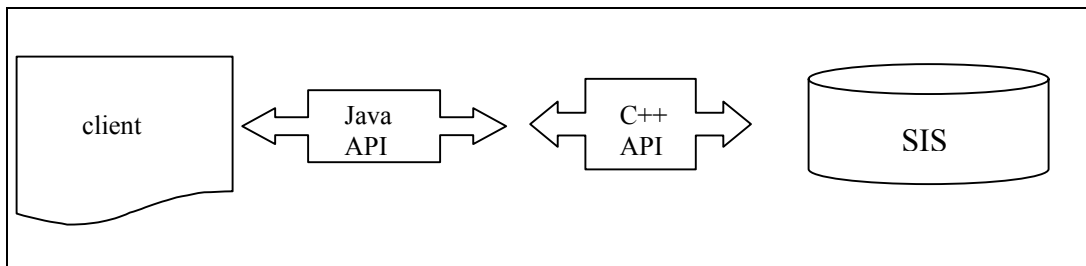 client
Java
API
C++
API
SIS